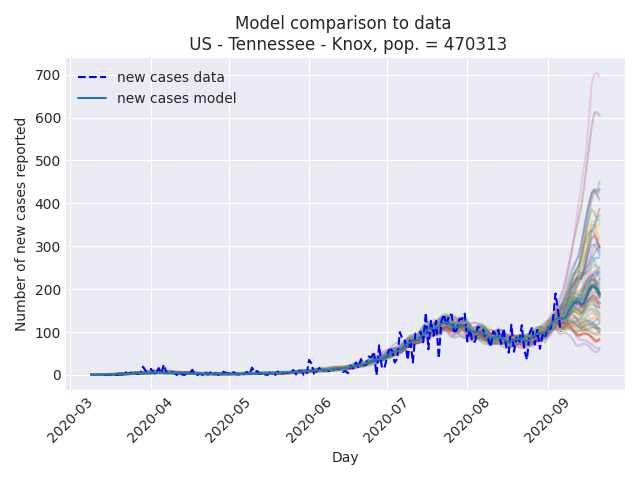 Model comparison to data
US - Tennessee - Knox, pop. = 470313
new cases data
new cases model
Number of new cases reported
700
600
500
400
300
200
100
0
2020-03
2020-04
2020-05
2020-06
2020-07
2020-08
2020-09
Day